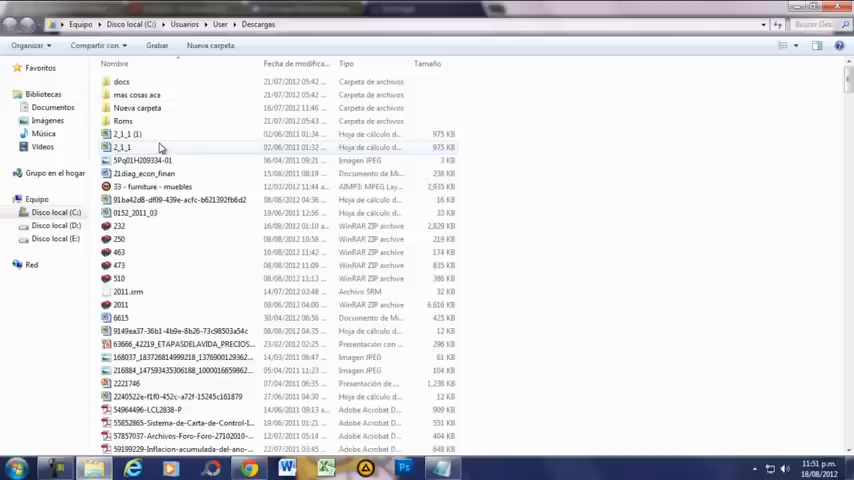 Equipo ▸ Disco local (C:) ▸ Usuarios ▸ User ▸ Descargas
Buscar Des...
Organizar Compartir con Grabar Nueva carpeta
Nombre Fecha de modifica... Tipo Tamaño
Favoritos
Bibliotecas
Documentos
Imágenes
Música
Vídeos
Grupo en el hogar
Equipo
Disco local (C:)
Disco local (D:)
Disco local (E:)
Red
docs 21/07/2012 05:42 ... Carpeta de archivos
mas cosas aca 21/07/2012 05:42 ... Carpeta de archivos
Nueva carpeta 16/07/2012 11:46 ... Carpeta de archivos
Roms 21/07/2012 05:43 ... Carpeta de archivos
2_1_1 (1) 02/06/2011 01:34 ... Hoja de cálculo d... 975 KB
2_1_1 02/06/2011 01:32 ... Hoja de cálculo d... 975 KB
5Pq01H209334-01 06/04/2011 09:21 ... Imagen JPEG 3 KB
21diag_econ_finan 15/08/2011 08:19 ... Documento de Mi... 238 KB
33 - furniture - muebles 12/03/2011 11:44 a... AIMP3: MPEG Lay... 2,935 KB
91ba42d8-df09-439e-acfc-b621392fb6d2 08/08/2012 04:36 ... Hoja de cálculo d... 16 KB
0152_2011_03 19/06/2011 12:56 ... Hoja de cálculo d... 33 KB
232 16/08/2012 01:10 ... WinRAR ZIP archive 2,829 KB
250 08/08/2012 10:58 ... WinRAR ZIP archive 219 KB
463 10/08/2012 11:42 ... WinRAR ZIP archive 174 KB
473 08/08/2012 11:09 ... WinRAR ZIP archive 835 KB
510 08/08/2012 11:13 ... WinRAR ZIP archive 386 KB
2011.srm 14/07/2012 03:48 ... Archivo SRM 32 KB
2011 09/06/2012 04:00 ... WinRAR ZIP archive 6,616 KB
6615 30/04/2012 06:56 ... Documento de Mi... 425 KB
9149ea37-36b1-4b9e-8b26-73c98503a54c 08/08/2012 04:35 ... Hoja de cálculo d... 12 KB
63666_42219_ETAPASDELAVIDA_PRECIOS... 23/02/2012 02:25 ... Presentación con ... 296 KB
168037_183726814999218_1376900129362... 14/03/2011 06:47 ... Imagen JPEG 61 KB
216884_147593435306188_1000016659862... 05/04/2011 11:23 ... Imagen JPEG 104 KB
2221746 07/04/2011 06:35 ... Presentación de ... 1,236 KB
2240522e-f1f0-452c-a72f-15245c161879 27/06/2011 04:30 ... Hoja de cálculo d... 12 KB
54964496-LCL2838-P 14/06/2011 09:13 a... Adobe Acrobat D... 909 KB
55852865-Sistema-de-Carta-de-Control-I... 19/06/2011 01:06 ... Adobe Acrobat D... 551 KB
57857037-Archivos-Foro-Foro-27102010-... 12/07/2011 05:14 ... Adobe Acrobat D... 456 KB
59199229-Inflacion-acumulada-del-ano-... 22/07/2011 03:45 ... Adobe Acrobat D... 648 KB
11:51 p.m.
18/08/2012